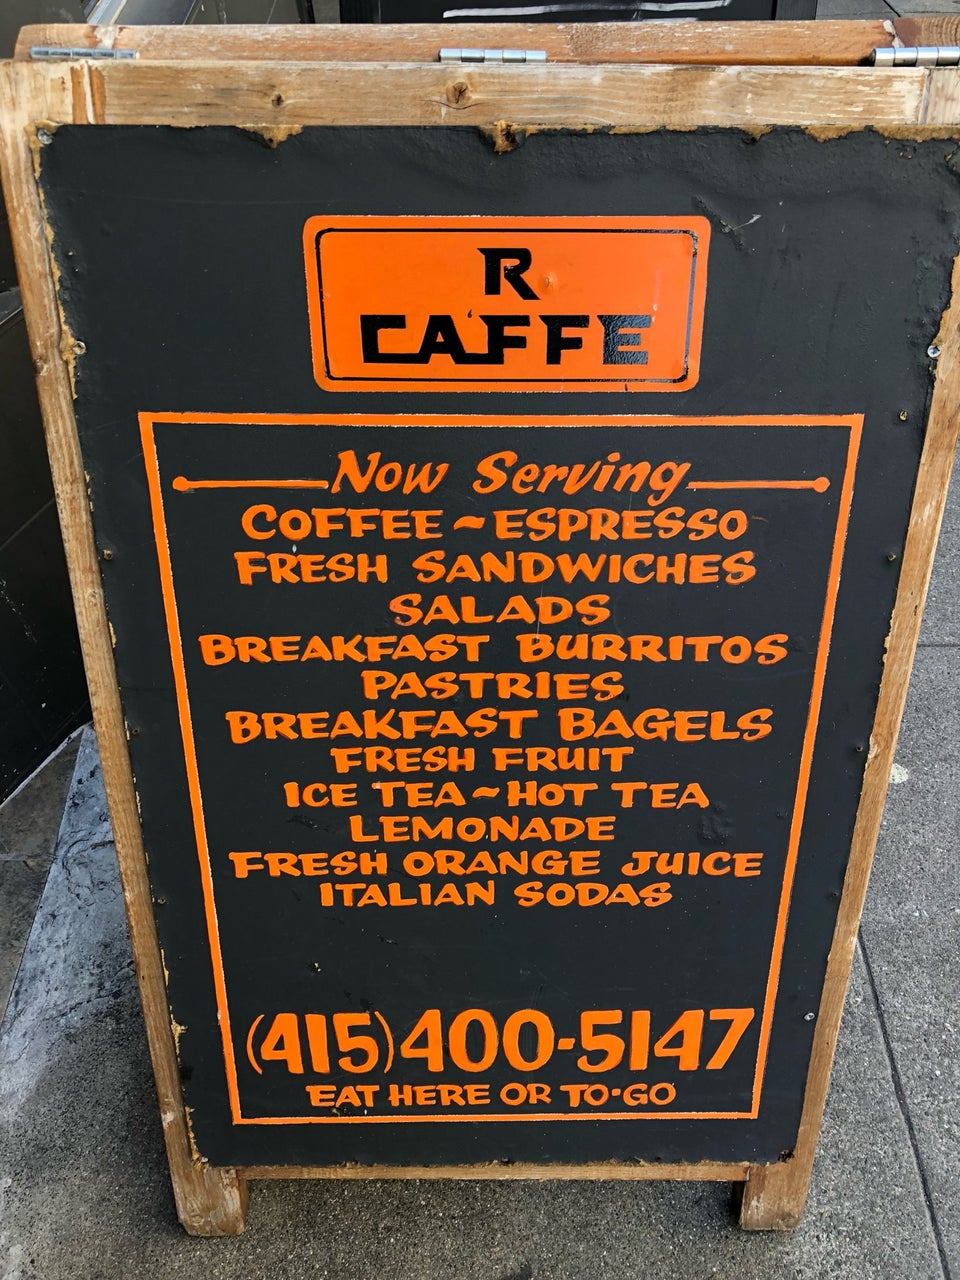 R
CAFFE
Now Serving
COFFEE ~ ESPRESSO
FRESH SANDWICHES
SALADS
BREAKFAST BURRITOS
PASTRIES
BREAKFAST BAGELS
FRESH FRUIT
ICE TEA ~ HOT TEA
LEMONADE
FRESH ORANGE JUICE
ITALIAN SODAS
(415)400-5147
EAT HERE OR TO-GO